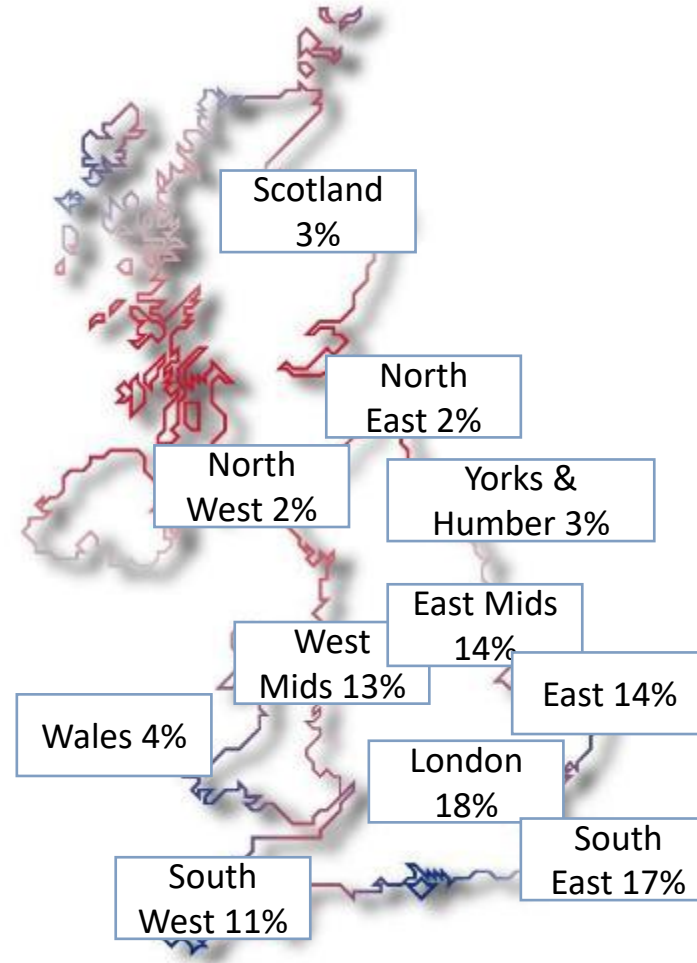 Scotland
3%
North
East 2%
North
West 2%
Yorks &
Humber 3%
East Mids
14%
West
Mids 13%
East 14%
Wales 4%
London
18%
South
East 17%
South
West 11%